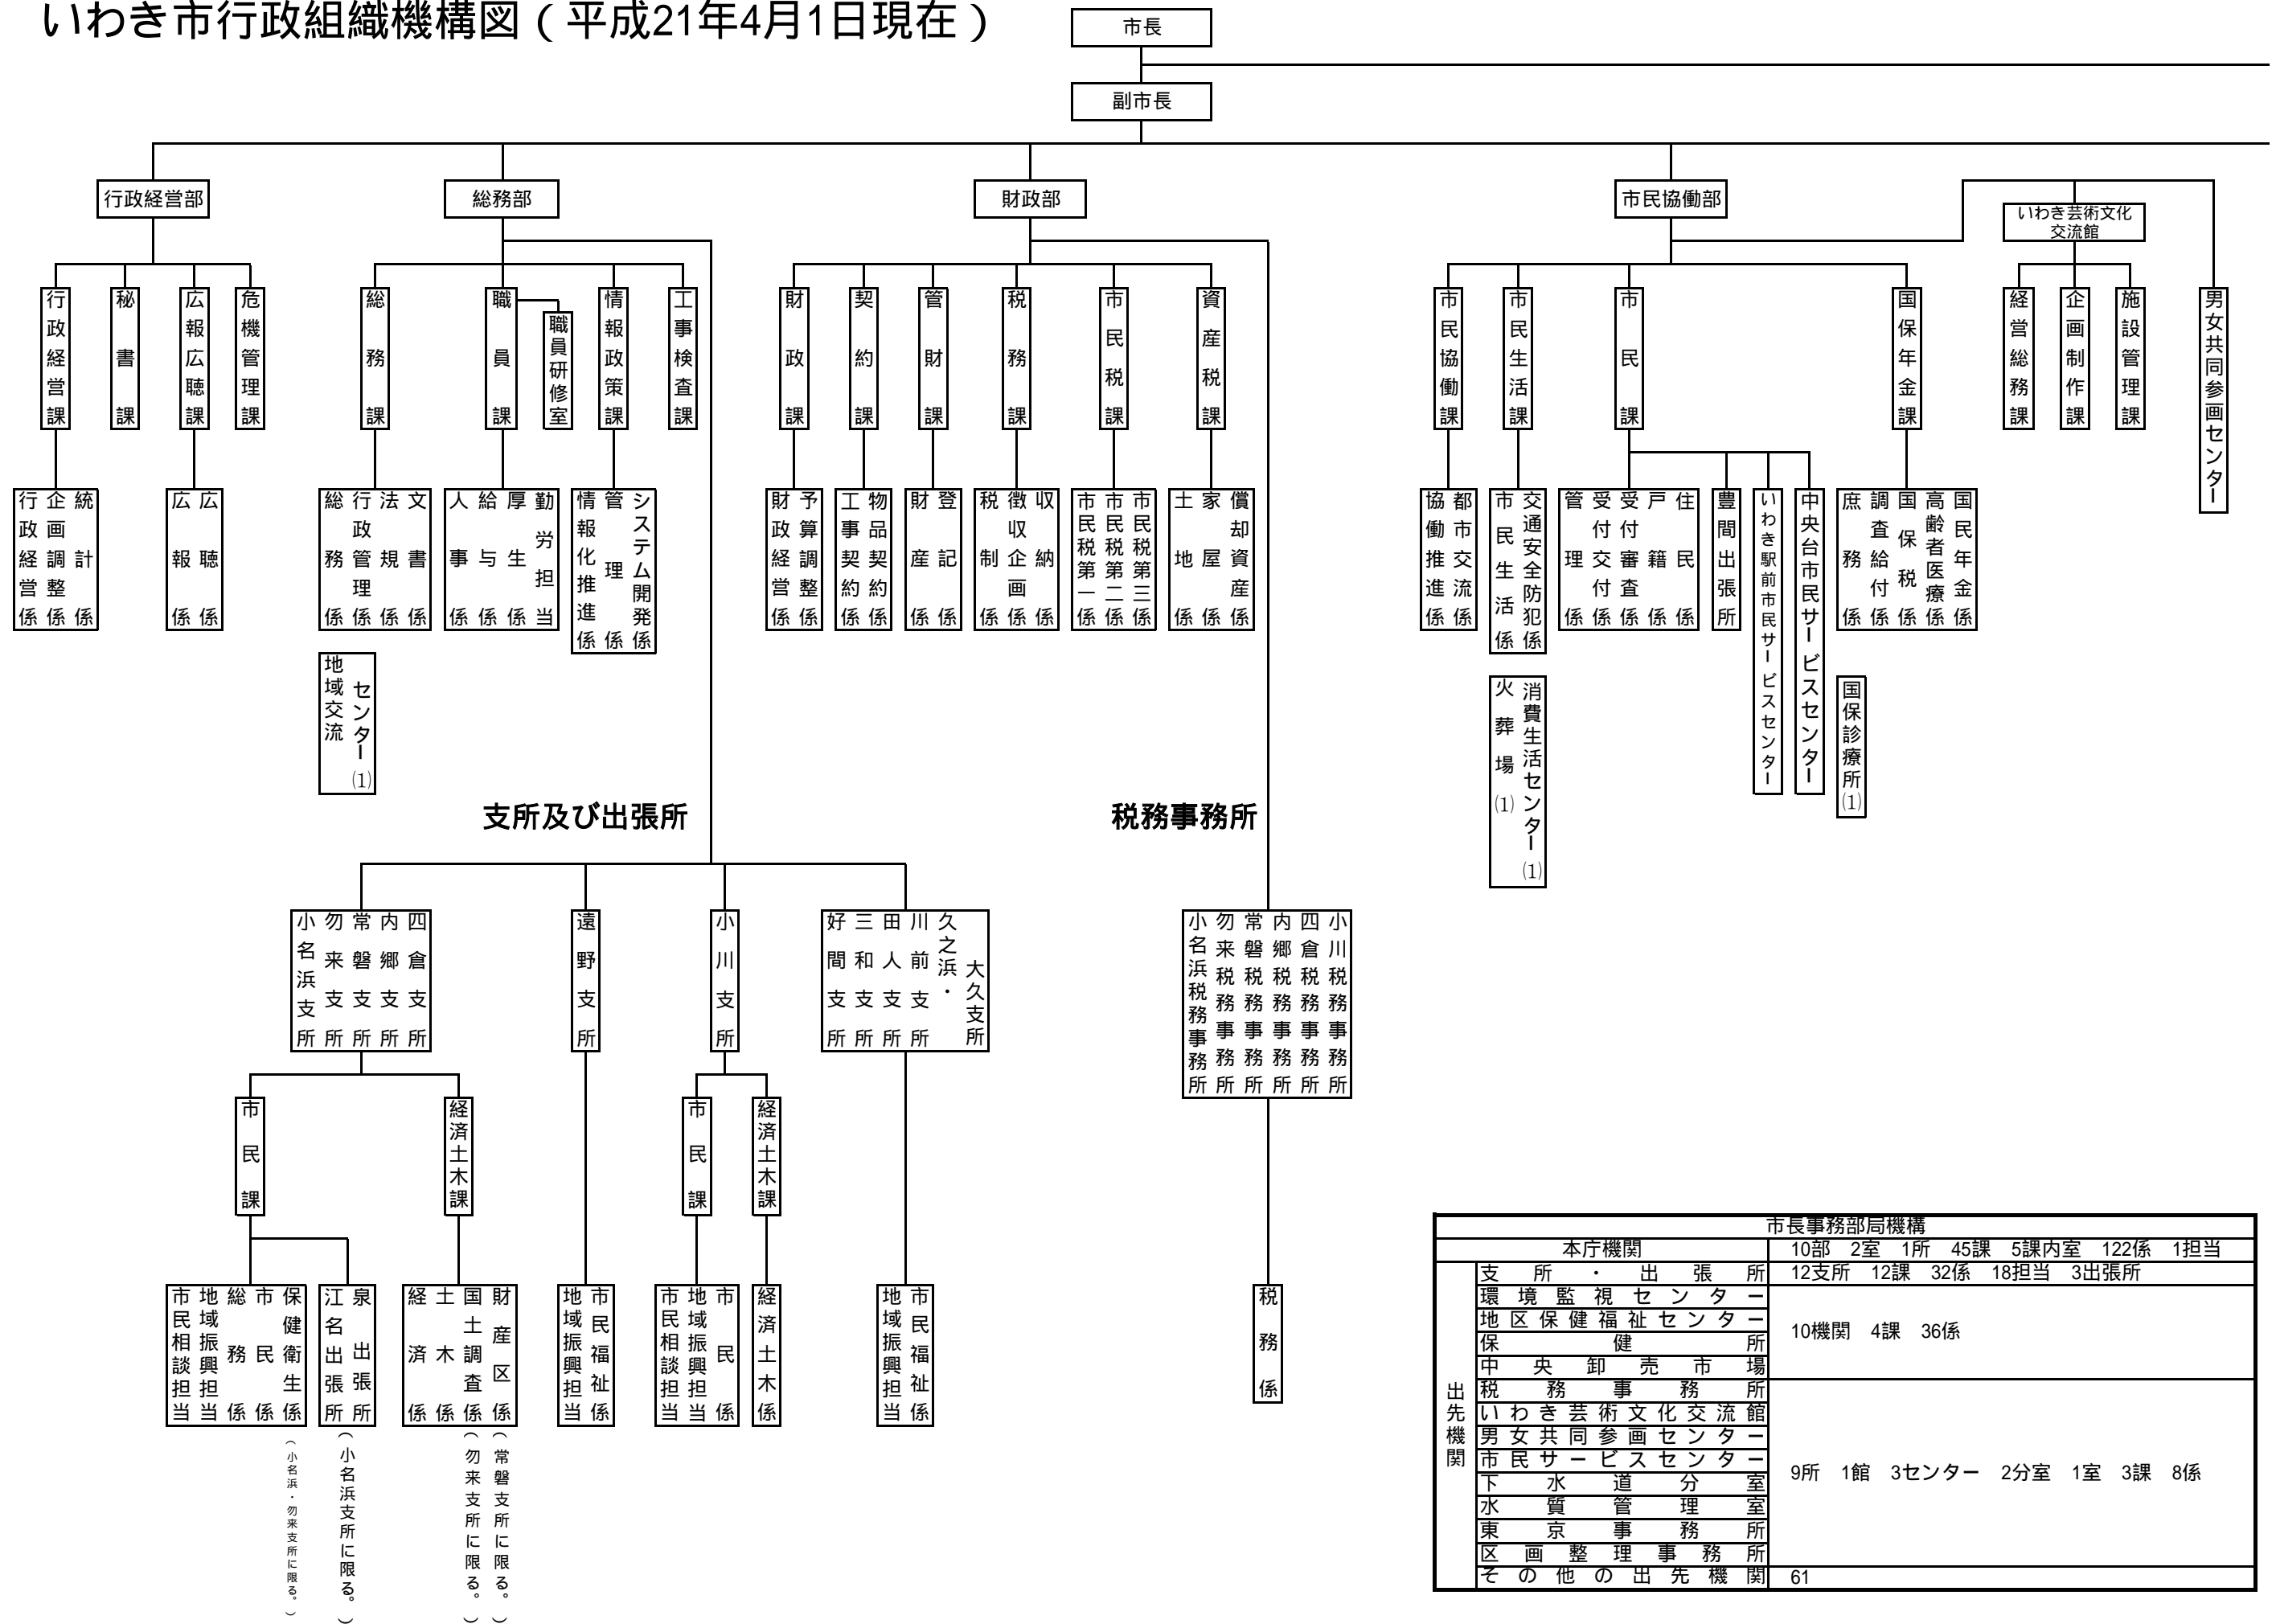 いわき市行政組織機構図（平成21年4月1日現在）
市長
副市長
行政経営部
総務部
財政部
市民協働部
いわき芸術文化
交流館
行政経営課
秘書課
広報広聴課
危機管理課
総務課
職員課
職員研修室
情報政策課
工事検査課
財政課
契約課
管財課
税務課
市民税課
資産税課
市民協働課
市民生活課
市民課
国保年金課
経営総務課
企画制作課
施設管理課
男女共同参画センター
行政経営係
企画調整係
統計係
広報係
広聴係
総務係
行政管理係
法規係
文書係
人事係
給与係
厚生係
勤労担当
情報化推進係
管理係
システム開発係
財政経営係
予算調整係
工事契約係
物品契約係
財産係
登記係
税制係
徴収企画係
収納係
市民税第一係
市民税第二係
市民税第三係
土地係
家屋係
償却資産係
協働推進係
都市交流係
市民生活係
交通安全防犯係
管理係
受付交付係
受付審査係
戸籍係
住民係
豊間出張所
いわき駅前市民サービスセンター
中央台市民サービスセンター
庶務係
調査給付係
国保税係
高齢者医療係
国民年金係
地域交流
センター⑴
火葬場⑴
消費生活センター⑴
国保診療所⑴
支所及び出張所
税務事務所
小名浜支所
勿来支所
常磐支所
内郷支所
四倉支所
遠野支所
小川支所
好間支所
三和支所
田人支所
川前支所
久之浜・
大久支所
小名浜税務事務所
勿来税務事務所
常磐税務事務所
内郷税務事務所
四倉税務事務所
小川税務事務所
市民課
経済土木課
市民課
経済土木課
市民相談担当
地域振興担当
総務係
市民係
保健衛生係
（小名浜・勿来支所に限る。）
江名出張所
泉出張所
（小名浜支所に限る。）
経済係
土木係
国土調査係
（勿来支所に限る。）
財産区係
（常磐支所に限る。）
地域振興担当
市民福祉係
市民相談担当
地域振興担当
市民係
経済土木係
地域振興担当
市民福祉係
税務係
市長事務部局機構
本庁機関 10部 2室 1所 45課 5課内室 122係 1担当
出先機関
支所・出張所 12支所 12課 32係 18担当 3出張所
環境監視センター
地区保健福祉センター
保健所
中央卸売市場
10機関 4課 36係
税務事務所
いわき芸術文化交流館
男女共同参画センター
市民サービスセンター
下水道分室
水質管理室
東京事務所
区画整理事務所
9所 1館 3センター 2分室 1室 3課 8係
その他の出先機関 61